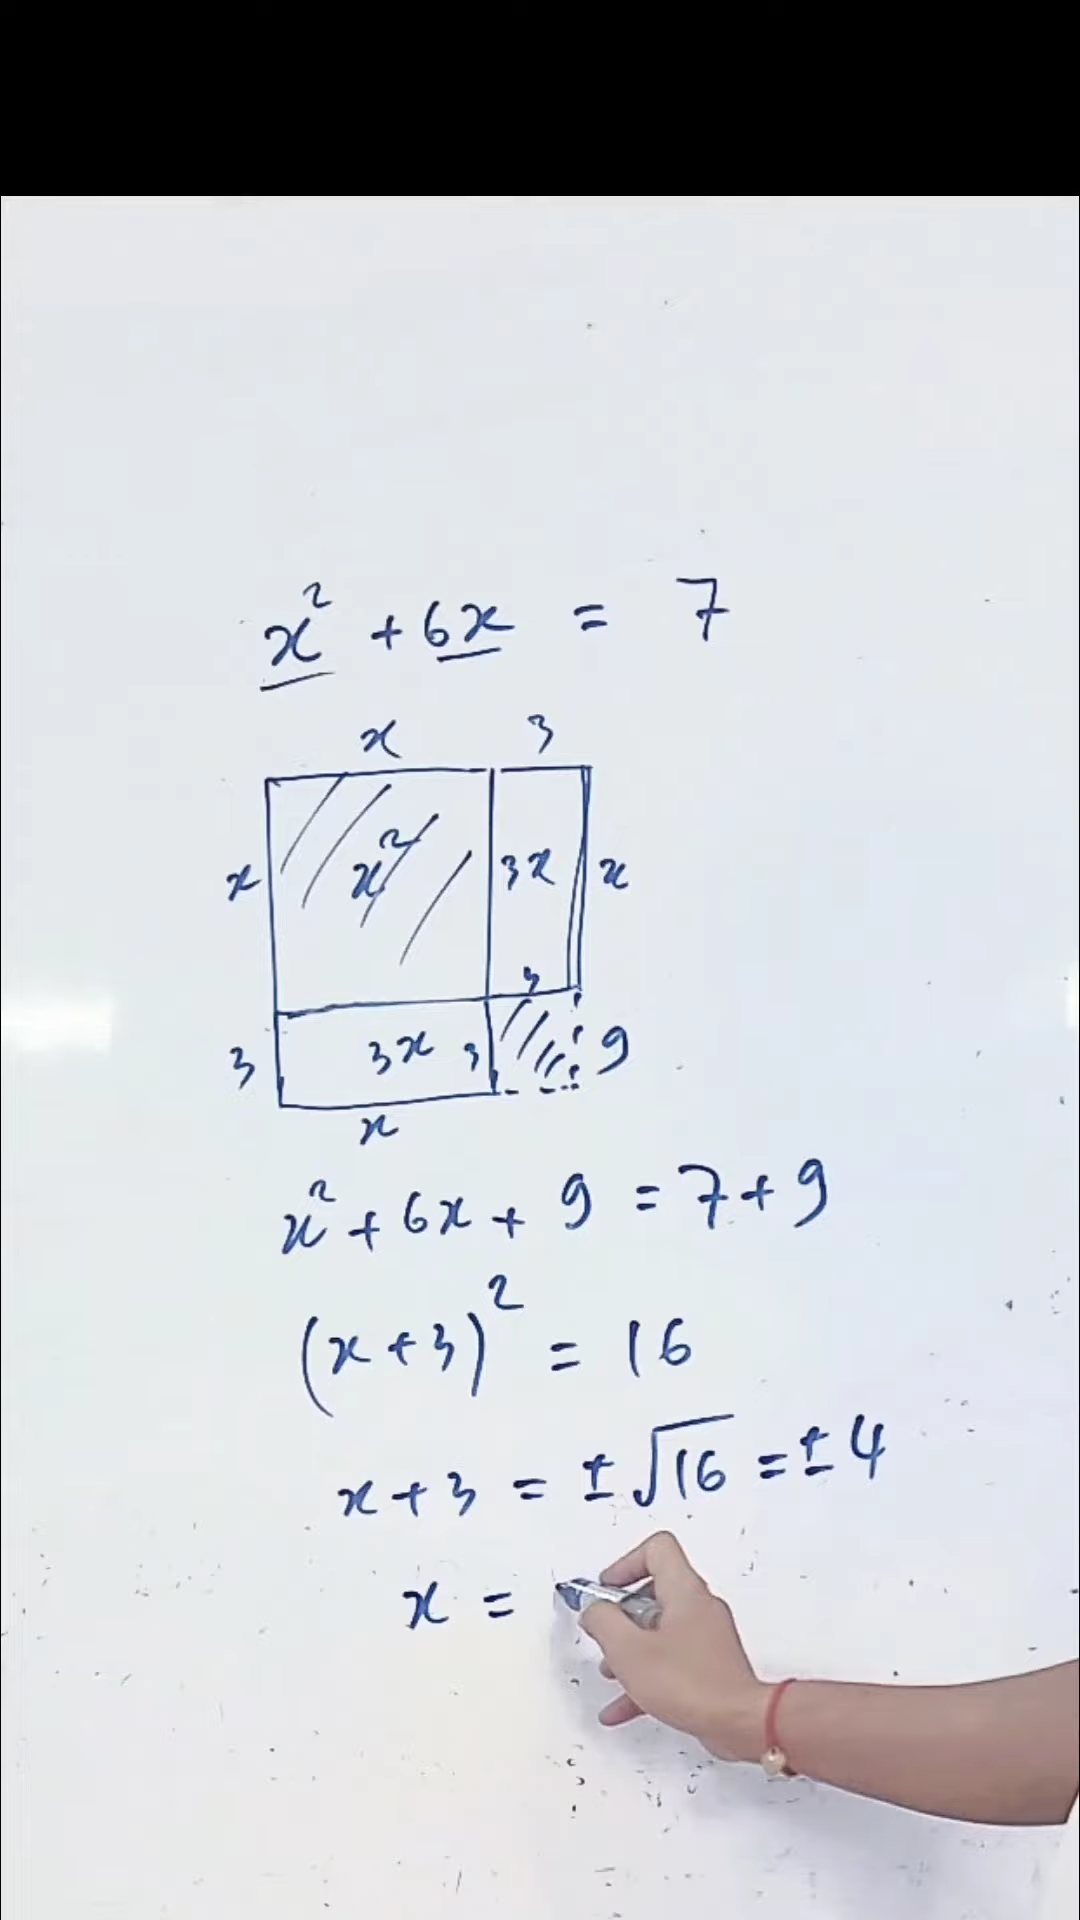 x² + 6x = 7
x 3
x x² 3x x
3
3 3x 3 9
x
x² + 6x + 9 = 7 + 9
(x + 3)² = 16
x + 3 = ± √16 = ± 4
x =